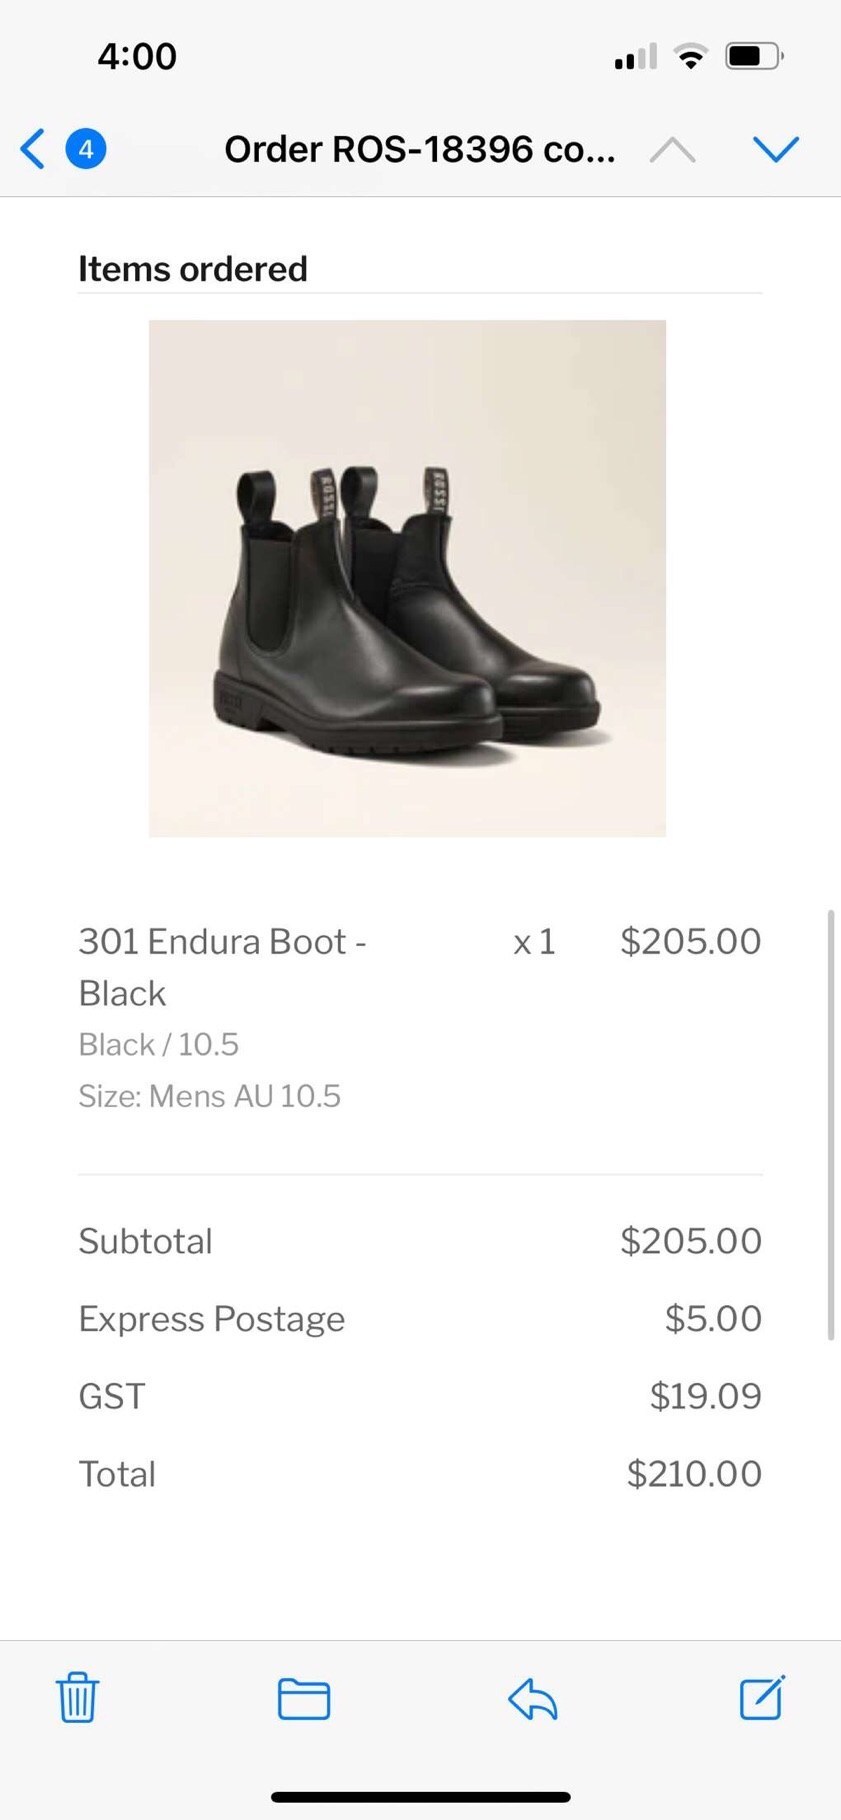 4:00
4
Order ROS-18396 co...
Items ordered
ROSSI
ROSSI
301 Endura Boot -
Black
x 1
$205.00
Black / 10.5
Size: Mens AU 10.5
Subtotal $205.00
Express Postage $5.00
GST $19.09
Total $210.00